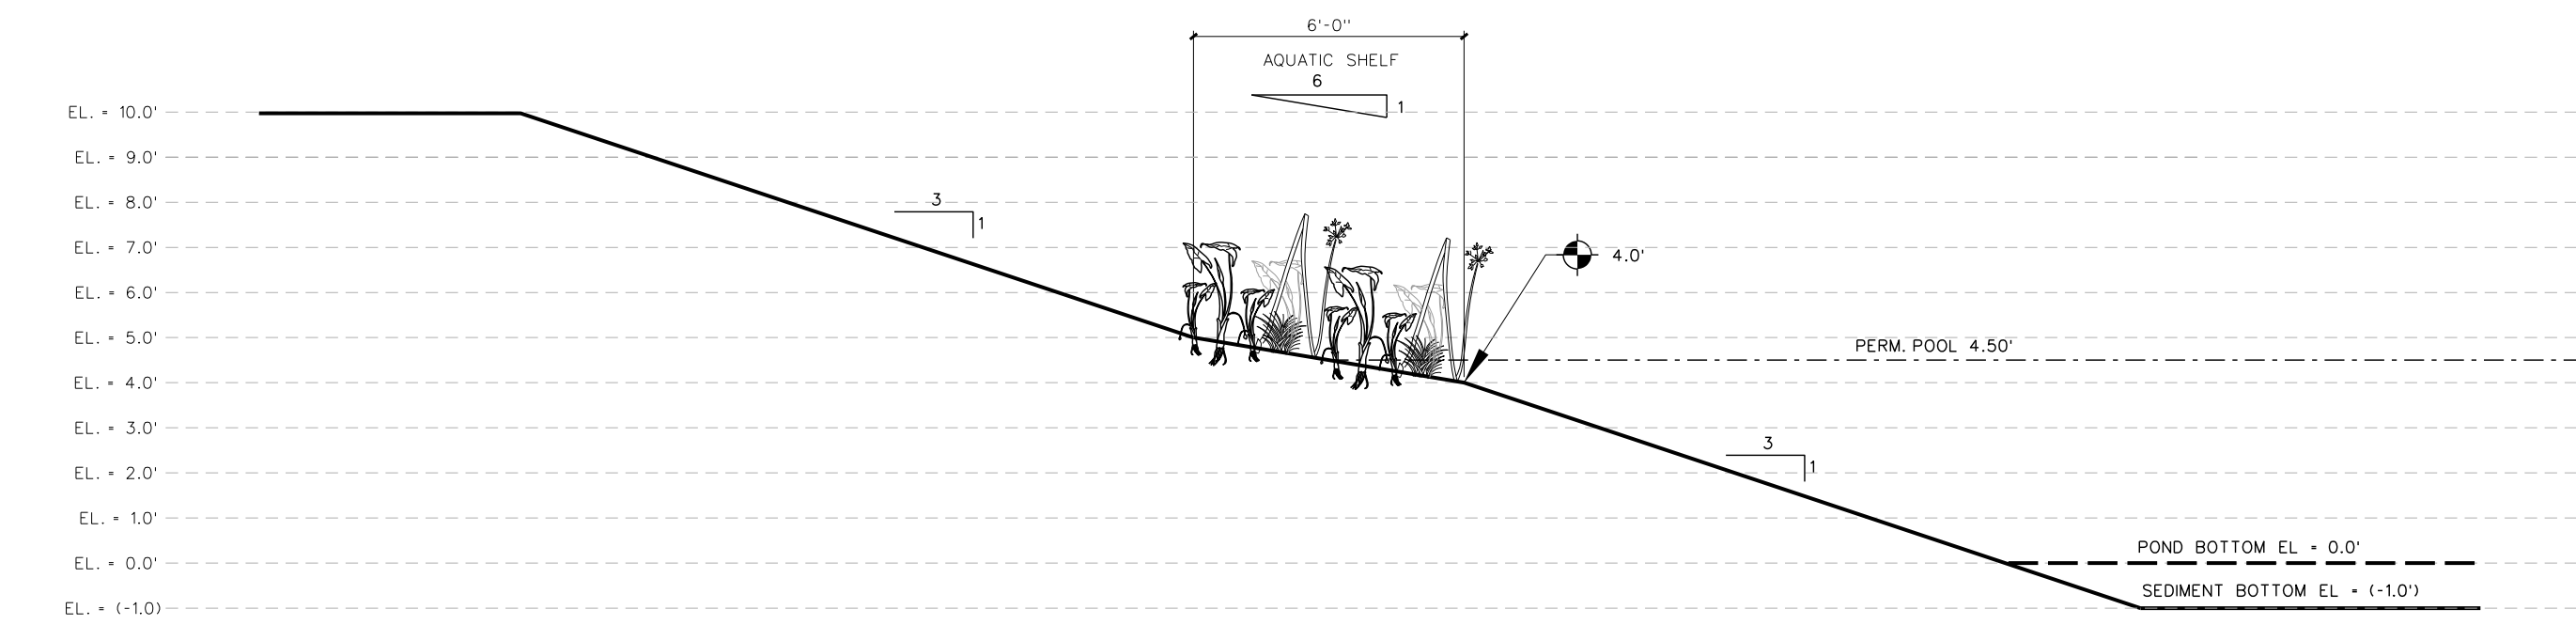 6'-0"
AQUATIC SHELF
6
1
EL. = 10.0'
EL. = 9.0'
EL. = 8.0'
3
1
EL. = 7.0'
4.0'
EL. = 6.0'
EL. = 5.0'
PERM. POOL 4.50'
EL. = 4.0'
EL. = 3.0'
3
1
EL. = 2.0'
EL. = 1.0'
POND BOTTOM EL = 0.0'
EL. = 0.0'
SEDIMENT BOTTOM EL = (-1.0')
EL. = (-1.0)